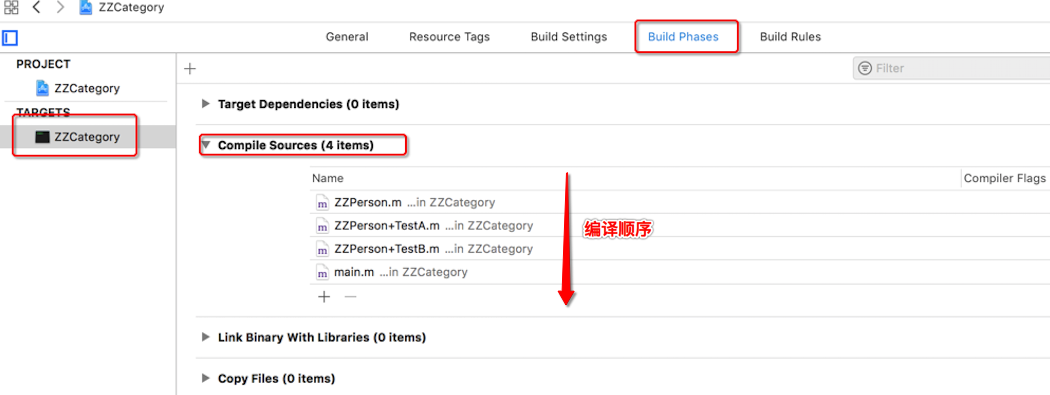 ZZCategory
General Resource Tags Build Settings Build Phases Build Rules
PROJECT
ZZCategory
TARGETS
ZZCategory
Filter
Target Dependencies (0 items)
Compile Sources (4 items)
Name Compiler Flags
ZZPerson.m ...in ZZCategory
ZZPerson+TestA.m ...in ZZCategory
ZZPerson+TestB.m ...in ZZCategory
main.m ...in ZZCategory
编译顺序
Link Binary With Libraries (0 items)
Copy Files (0 items)